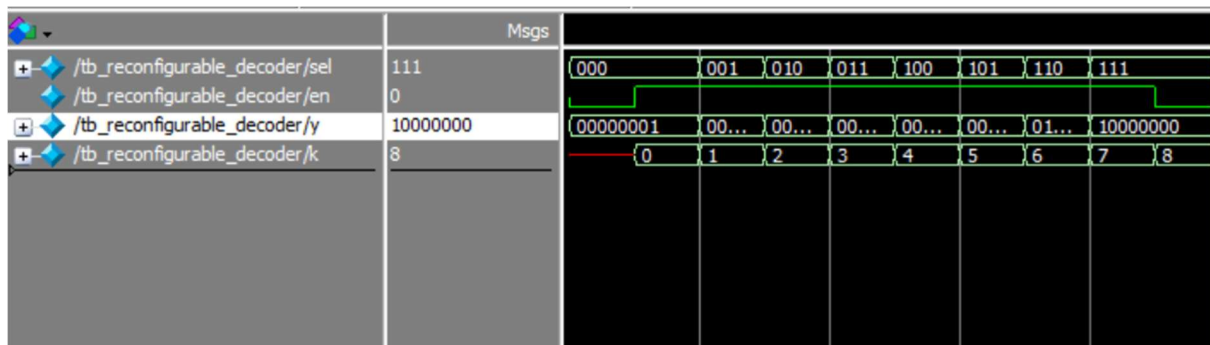 Msgs
/tb_reconfigurable_decoder/sel 111 000 001 010 011 100 101 110 111
/tb_reconfigurable_decoder/en 0
/tb_reconfigurable_decoder/y 10000000 00000001 00... 00... 00... 00... 00... 01... 10000000
/tb_reconfigurable_decoder/k 8 0 1 2 3 4 5 6 7 8